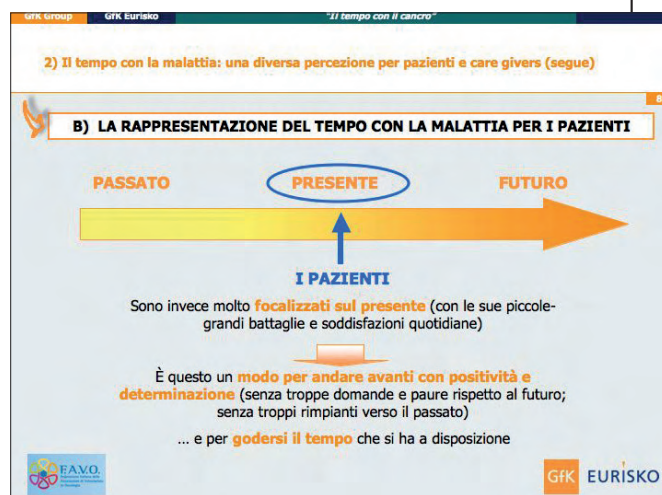 GfK Group GfK Eurisko "Il tempo con il cancro"
2) Il tempo con la malattia: una diversa percezione per pazienti e care givers (segue)
8
B) LA RAPPRESENTAZIONE DEL TEMPO CON LA MALATTIA PER I PAZIENTI
PASSATO PRESENTE FUTURO
I PAZIENTI
Sono invece molto focalizzati sul presente (con le sue piccole-
grandi battaglie e soddisfazioni quotidiane)
È questo un modo per andare avanti con positività e
determinazione (senza troppe domande e paure rispetto al futuro;
senza troppi rimpianti verso il passato)
... e per godersi il tempo che si ha a disposizione
F.A.V.O.
GfK EURISKO